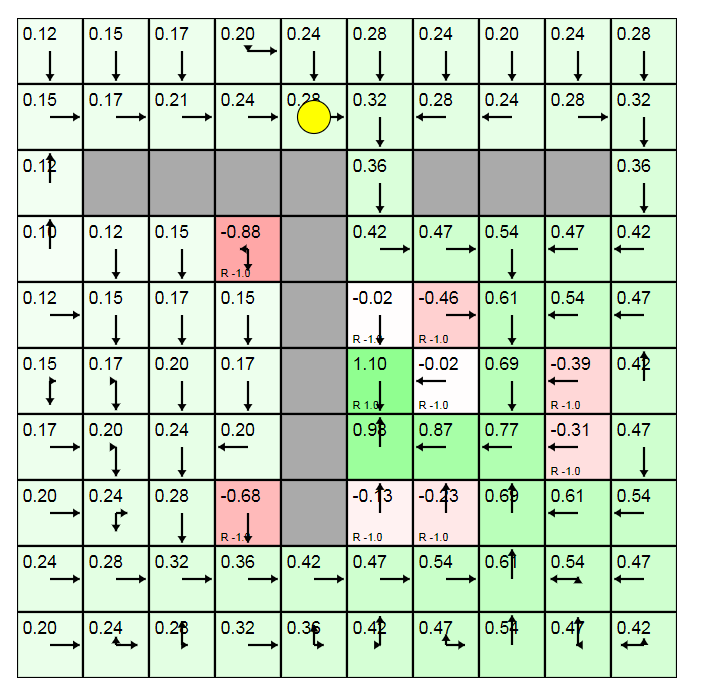 0.12 0.15 0.17 0.20 0.24 0.28 0.24 0.20 0.24 0.28
0.15 0.17 0.21 0.24 0.28 0.32 0.28 0.24 0.28 0.32
0.12 0.36 0.36
0.10 0.12 0.15 -0.88 0.42 0.47 0.54 0.47 0.42
R -1.0
0.12 0.15 0.17 0.15 -0.02 -0.46 0.61 0.54 0.47
R -1.0 R -1.0
0.15 0.17 0.20 0.17 1.10 -0.02 0.69 -0.39 0.42
R 1.0 R -1.0 R -1.0
0.17 0.20 0.24 0.20 0.98 0.87 0.77 -0.31 0.47
R -1.0
0.20 0.24 0.28 -0.68 -0.13 -0.23 0.69 0.61 0.54
R -1.0 R -1.0 R -1.0
0.24 0.28 0.32 0.36 0.42 0.47 0.54 0.61 0.54 0.47
0.20 0.24 0.28 0.32 0.36 0.42 0.47 0.54 0.47 0.42